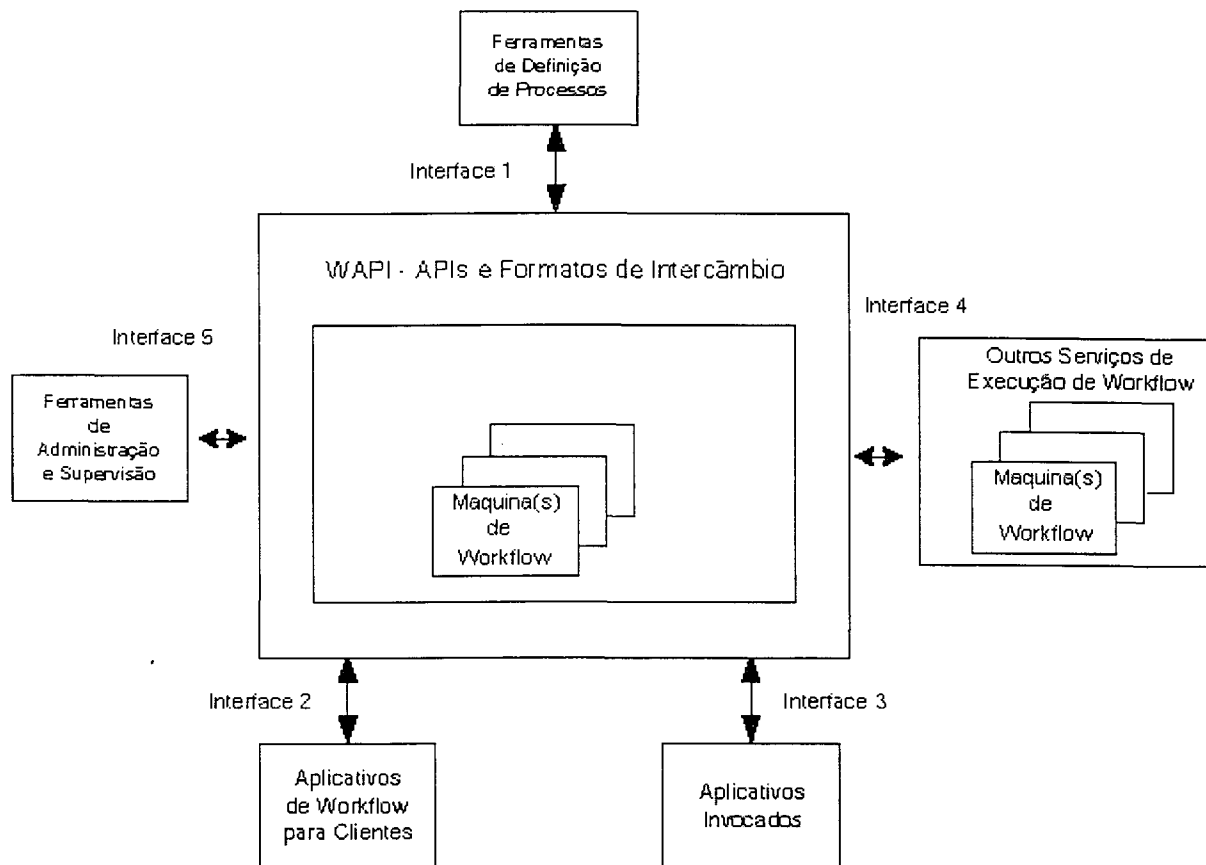 Ferramentas
de Definição
de Processos
Interface 1
WAPI - APIs e Formatos de Intercâmbio
Interface 4
Interface 5
Outros Serviços de
Execução de Workflow
Ferramentas
de
Administração
e Supervisão
Maquina(s)
de
Workflow
Maquina(s)
de
Workflow
Interface 2
Interface 3
Aplicativos
de Workflow
para Clientes
Aplicativos
Invocados